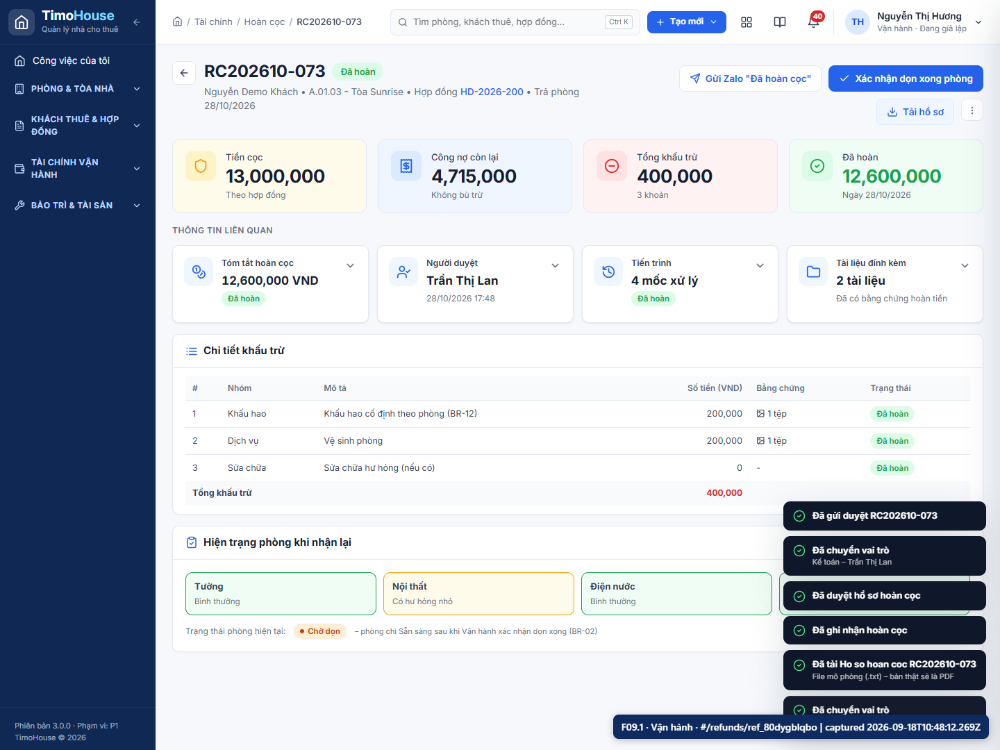 TimoHouse
Quản lý nhà cho thuê
Công việc của tôi
PHÒNG & TÒA NHÀ
KHÁCH THUÊ & HỢP ĐỒNG
TÀI CHÍNH VẬN HÀNH
BẢO TRÌ & TÀI SẢN
Phiên bản 3.0.0 · Phạm vi: P1
TimoHouse © 2026
/ Tài chính / Hoàn cọc / RC202610-073
Tìm phòng, khách thuê, hợp đồng...
Ctrl K
Tạo mới
40
TH
Nguyễn Thị Hương
Vận hành · Đang giả lập
RC202610-073
Đã hoàn
Nguyễn Demo Khách • A.01.03 - Tòa Sunrise • Hợp đồng HD-2026-200 • Trả phòng
28/10/2026
Gửi Zalo "Đã hoàn cọc"
Xác nhận dọn xong phòng
Tải hồ sơ
Tiền cọc
13,000,000
Theo hợp đồng
Công nợ còn lại
4,715,000
Không bù trừ
Tổng khấu trừ
400,000
3 khoản
Đã hoàn
12,600,000
Ngày 28/10/2026
THÔNG TIN LIÊN QUAN
Tóm tắt hoàn cọc
12,600,000 VND
Đã hoàn
Người duyệt
Trần Thị Lan
28/10/2026 17:48
Tiến trình
4 mốc xử lý
Đã hoàn
Tài liệu đính kèm
2 tài liệu
Đã có bằng chứng hoàn tiền
Chi tiết khấu trừ
# Nhóm Mô tả Số tiền (VND) Bằng chứng Trạng thái
1 Khấu hao Khấu hao cố định theo phòng (BR-12) 200,000 1 tệp Đã hoàn
2 Dịch vụ Vệ sinh phòng 200,000 1 tệp Đã hoàn
3 Sửa chữa Sửa chữa hư hỏng (nếu có) 0 - Đã hoàn
Tổng khấu trừ 400,000
Hiện trạng phòng khi nhận lại
Tường
Bình thường
Nội thất
Có hư hỏng nhỏ
Điện nước
Bình thường
Trạng thái phòng hiện tại: Chờ dọn – phòng chỉ Sẵn sàng sau khi Vận hành xác nhận dọn xong (BR-02)
Đã gửi duyệt RC202610-073
Đã chuyển vai trò
Kế toán – Trần Thị Lan
Đã duyệt hồ sơ hoàn cọc
Đã ghi nhận hoàn cọc
Đã tải Ho so hoan coc RC202610-073
File mô phỏng (.txt) – bản thật sẽ là PDF
Đã chuyển vai trò
F09.1 · Vận hành · #/refunds/ref_80dygblqbo | captured 2026-09-18T10:48:12.269Z